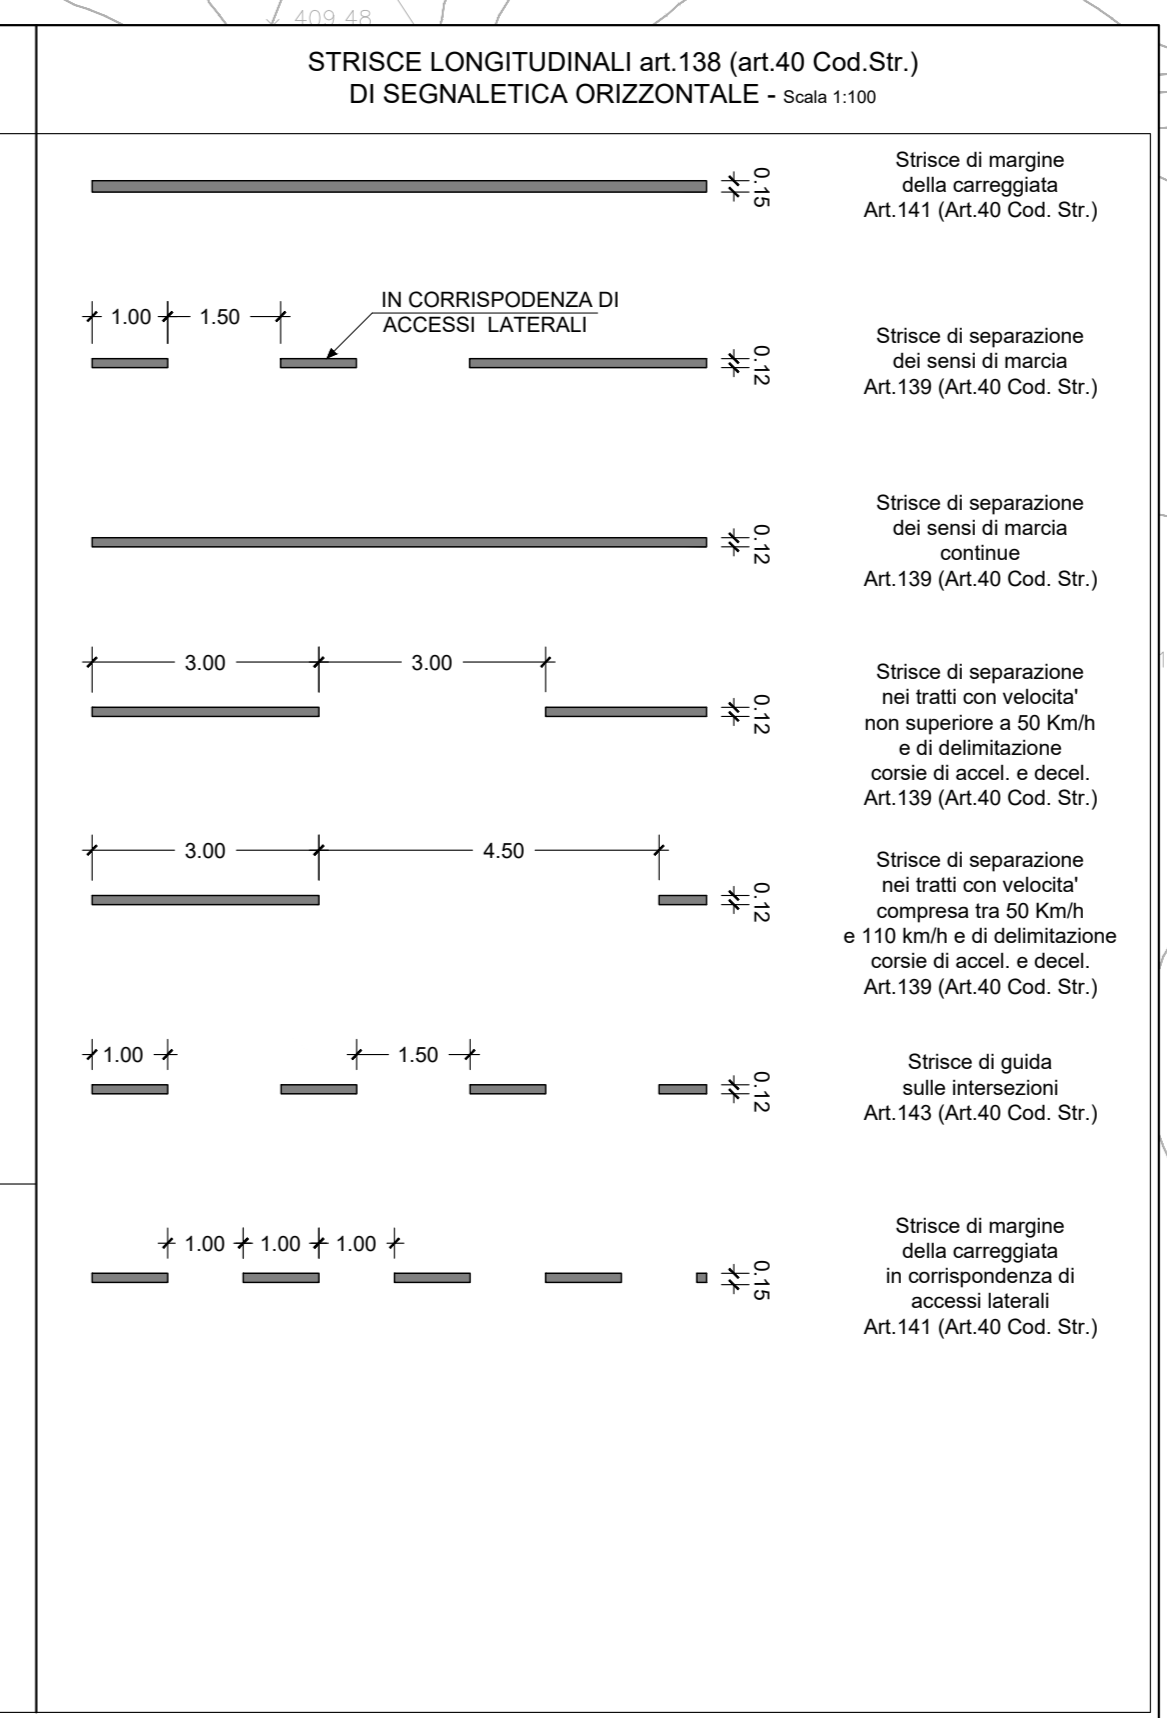 409.48
STRISCE LONGITUDINALI art.138 (art.40 Cod.Str.)
DI SEGNALETICA ORIZZONTALE - Scala 1:100
0.15
Strisce di margine
della carreggiata
Art.141 (Art.40 Cod. Str.)
1.00
1.50
IN CORRISPODENZA DI
ACCESSI LATERALI
0.12
Strisce di separazione
dei sensi di marcia
Art.139 (Art.40 Cod. Str.)
0.12
Strisce di separazione
dei sensi di marcia
continue
Art.139 (Art.40 Cod. Str.)
3.00
3.00
0.12
Strisce di separazione
nei tratti con velocita'
non superiore a 50 Km/h
e di delimitazione
corsie di accel. e decel.
Art.139 (Art.40 Cod. Str.)
3.00
4.50
0.12
Strisce di separazione
nei tratti con velocita'
compresa tra 50 Km/h
e 110 km/h e di delimitazione
corsie di accel. e decel.
Art.139 (Art.40 Cod. Str.)
1.00
1.50
0.12
Strisce di guida
sulle intersezioni
Art.143 (Art.40 Cod. Str.)
1.00
1.00
1.00
0.15
Strisce di margine
della carreggiata
in corrispondenza di
accessi laterali
Art.141 (Art.40 Cod. Str.)